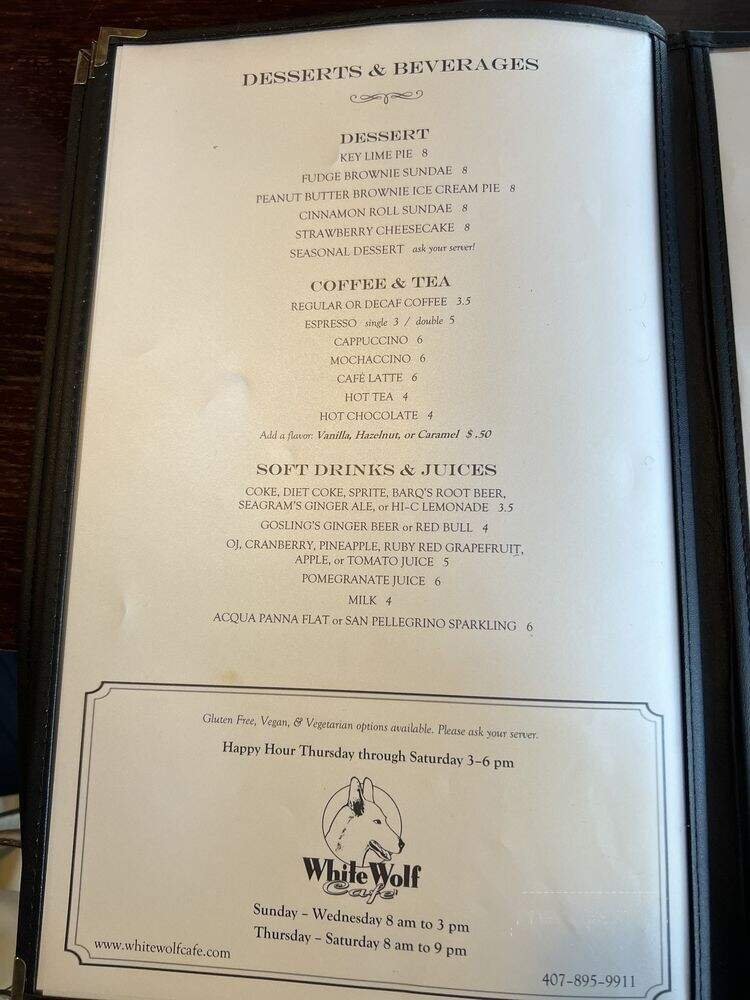 DESSERTS & BEVERAGES
DESSERT
KEY LIME PIE 8
FUDGE BROWNIE SUNDAE 8
PEANUT BUTTER BROWNIE ICE CREAM PIE 8
CINNAMON ROLL SUNDAE 8
STRAWBERRY CHEESECAKE 8
SEASONAL DESSERT ask your server!
COFFEE & TEA
REGULAR OR DECAF COFFEE 3.5
ESPRESSO single 3 / double 5
CAPPUCCINO 6
MOCHACCINO 6
CAFÉ LATTE 6
HOT TEA 4
HOT CHOCOLATE 4
Add a flavor: Vanilla, Hazelnut, or Caramel $ .50
SOFT DRINKS & JUICES
COKE, DIET COKE, SPRITE, BARQ'S ROOT BEER,
SEAGRAM'S GINGER ALE, or HI-C LEMONADE 3.5
GOSLING'S GINGER BEER or RED BULL 4
OJ, CRANBERRY, PINEAPPLE, RUBY RED GRAPEFRUIT,
APPLE, or TOMATO JUICE 5
POMEGRANATE JUICE 6
MILK 4
ACQUA PANNA FLAT or SAN PELLEGRINO SPARKLING 6
Gluten Free, Vegan, & Vegetarian options available. Please ask your server.
Happy Hour Thursday through Saturday 3-6 pm
White Wolf
Cafe
Sunday - Wednesday 8 am to 3 pm
Thursday - Saturday 8 am to 9 pm
www.whitewolfcafe.com
407-895-9911